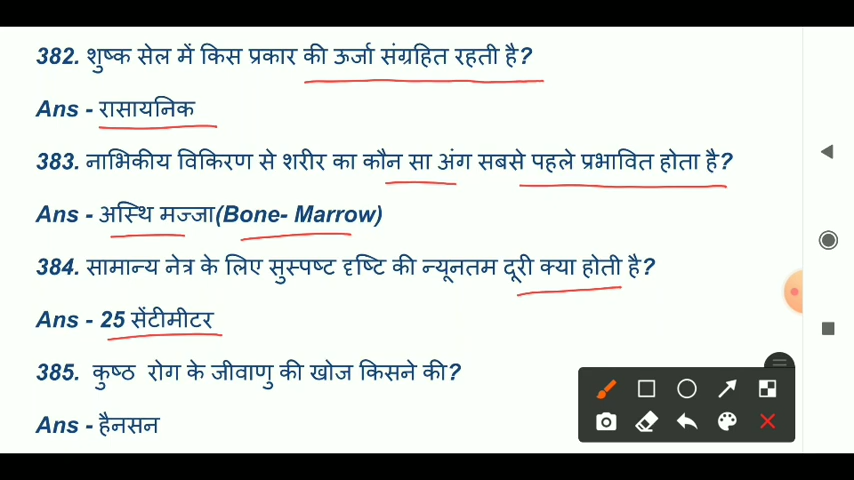 382. शुष्क सेल में किस प्रकार की ऊर्जा संग्रहित रहती है?
Ans - रासायनिक
383. नाभिकीय विकिरण से शरीर का कौन सा अंग सबसे पहले प्रभावित होता है?
Ans - अस्थि मज्जा(Bone- Marrow)
384. सामान्य नेत्र के लिए सुस्पष्ट दृष्टि की न्यूनतम दूरी क्या होती है?
Ans - 25 सेंटीमीटर
385. कुष्ठ रोग के जीवाणु की खोज किसने की?
Ans - हैनसन